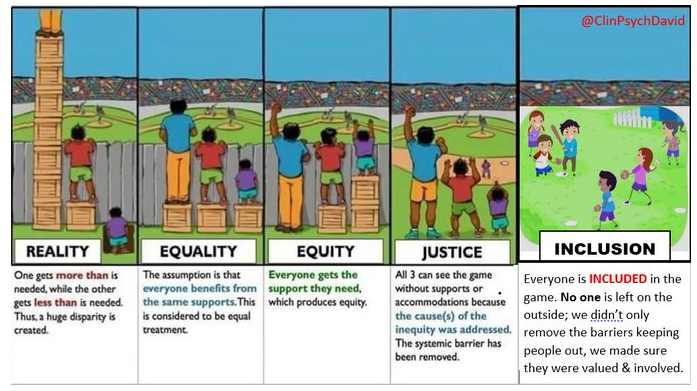 @ClinPsychDavid
REALITY
EQUALITY
EQUITY
JUSTICE
INCLUSION
One gets more than is
needed, while the other
gets less than is needed.
Thus, a huge disparity is
created.
The assumption is that
everyone benefits from
the same supports. This
is considered to be equal
treatment.
Everyone gets the
support they need,
which produces equity.
All 3 can see the game
without supports or
accommodations because
the cause(s) of the
inequity was addressed.
The systemic barrier has
been removed.
Everyone is INCLUDED in the
game. No one is left on the
outside; we didn't only
remove the barriers keeping
people out, we made sure
they were valued & involved.